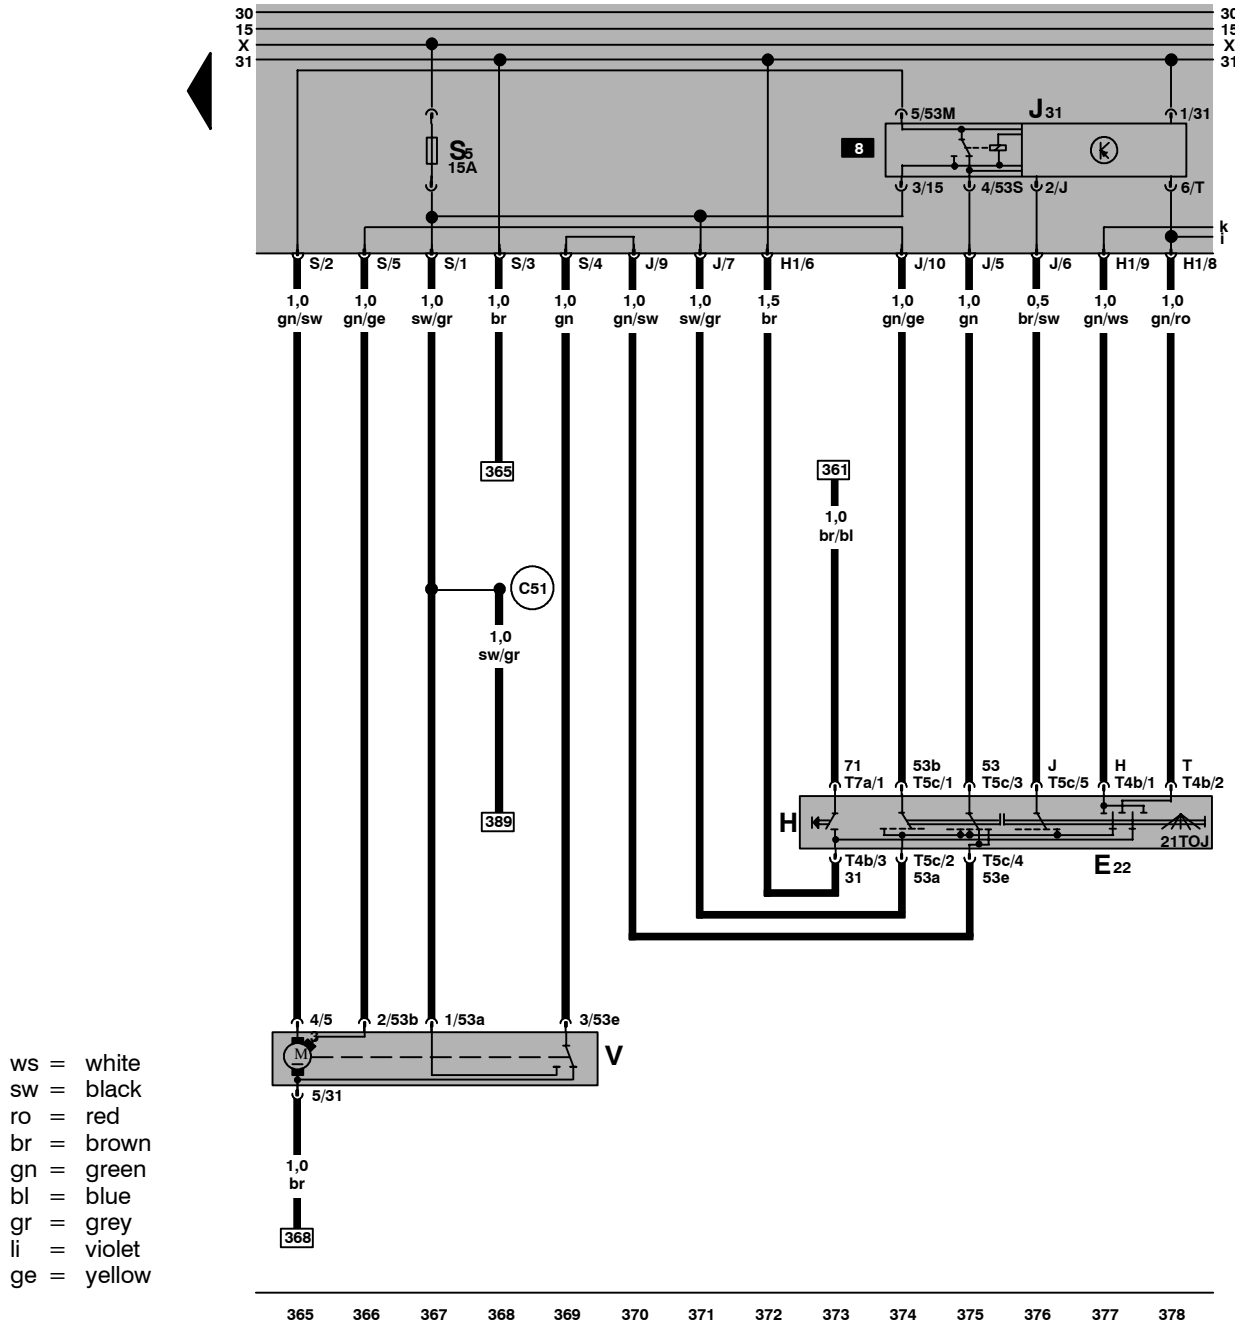 30 30
15 15
X X
31 31
5/53M J 31 1/31
S5
15A
8
3/15 4/53S 2/J 6/T
k
i
S/2 S/5 S/1 S/3 S/4 J/9 J/7 H1/6 J/10 J/5 J/6 H1/9 H1/8
1,0 1,0 1,0 1,0 1,0 1,0 1,0 1,5 1,0 1,0 0,5 1,0 1,0
gn/sw gn/ge sw/gr br gn gn/sw sw/gr br gn/ge gn br/sw gn/ws gn/ro
365 361
1,0
br/bl
C51
1,0
sw/gr
71 53b 53 J H T
T7a/1 T5c/1 T5c/3 T5c/5 T4b/1 T4b/2
389 H
21TOJ
T4b/3 T5c/2 T5c/4 E 22
31 53a 53e
4/5 2/53b 1/53a 3/53e
3
M V
5/31
1,0
br
368
ws = white
sw = black
ro = red
br = brown
gn = green
bl = blue
gr = grey
li = violet
ge = yellow
365 366 367 368 369 370 371 372 373 374 375 376 377 378